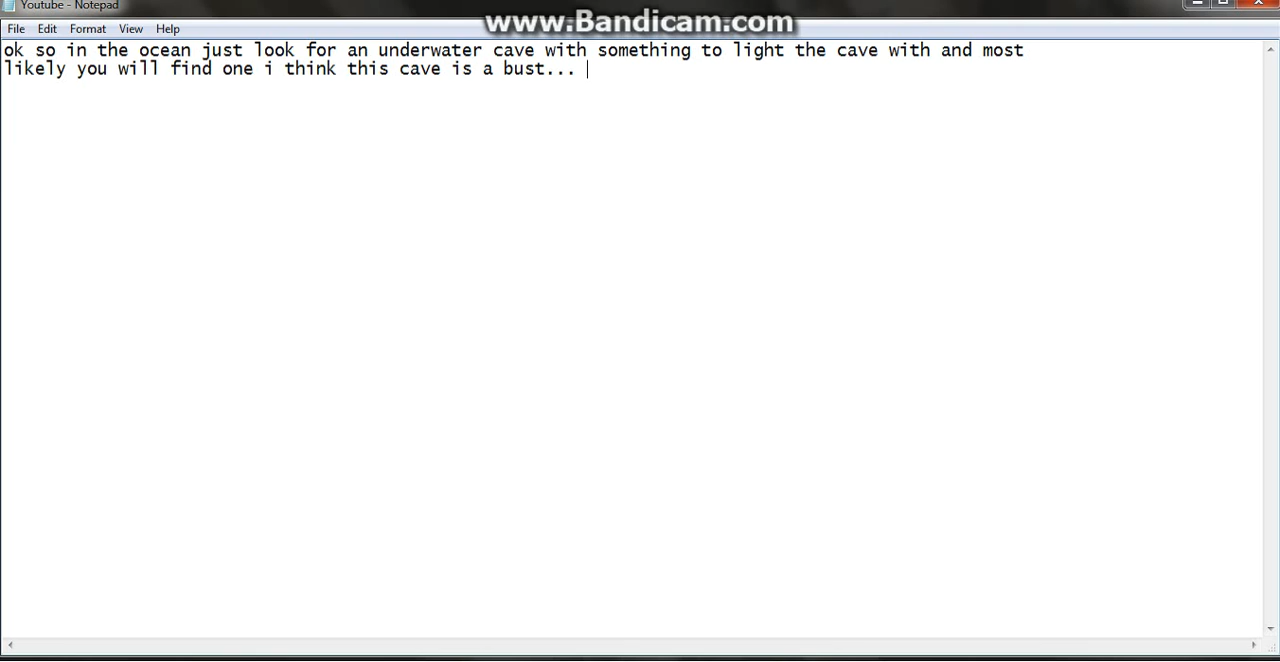 Youtube - Notepad
www.Bandicam.com
File Edit Format View Help
ok so in the ocean just look for an underwater cave with something to light the cave with and most
likely you will find one i think this cave is a bust...